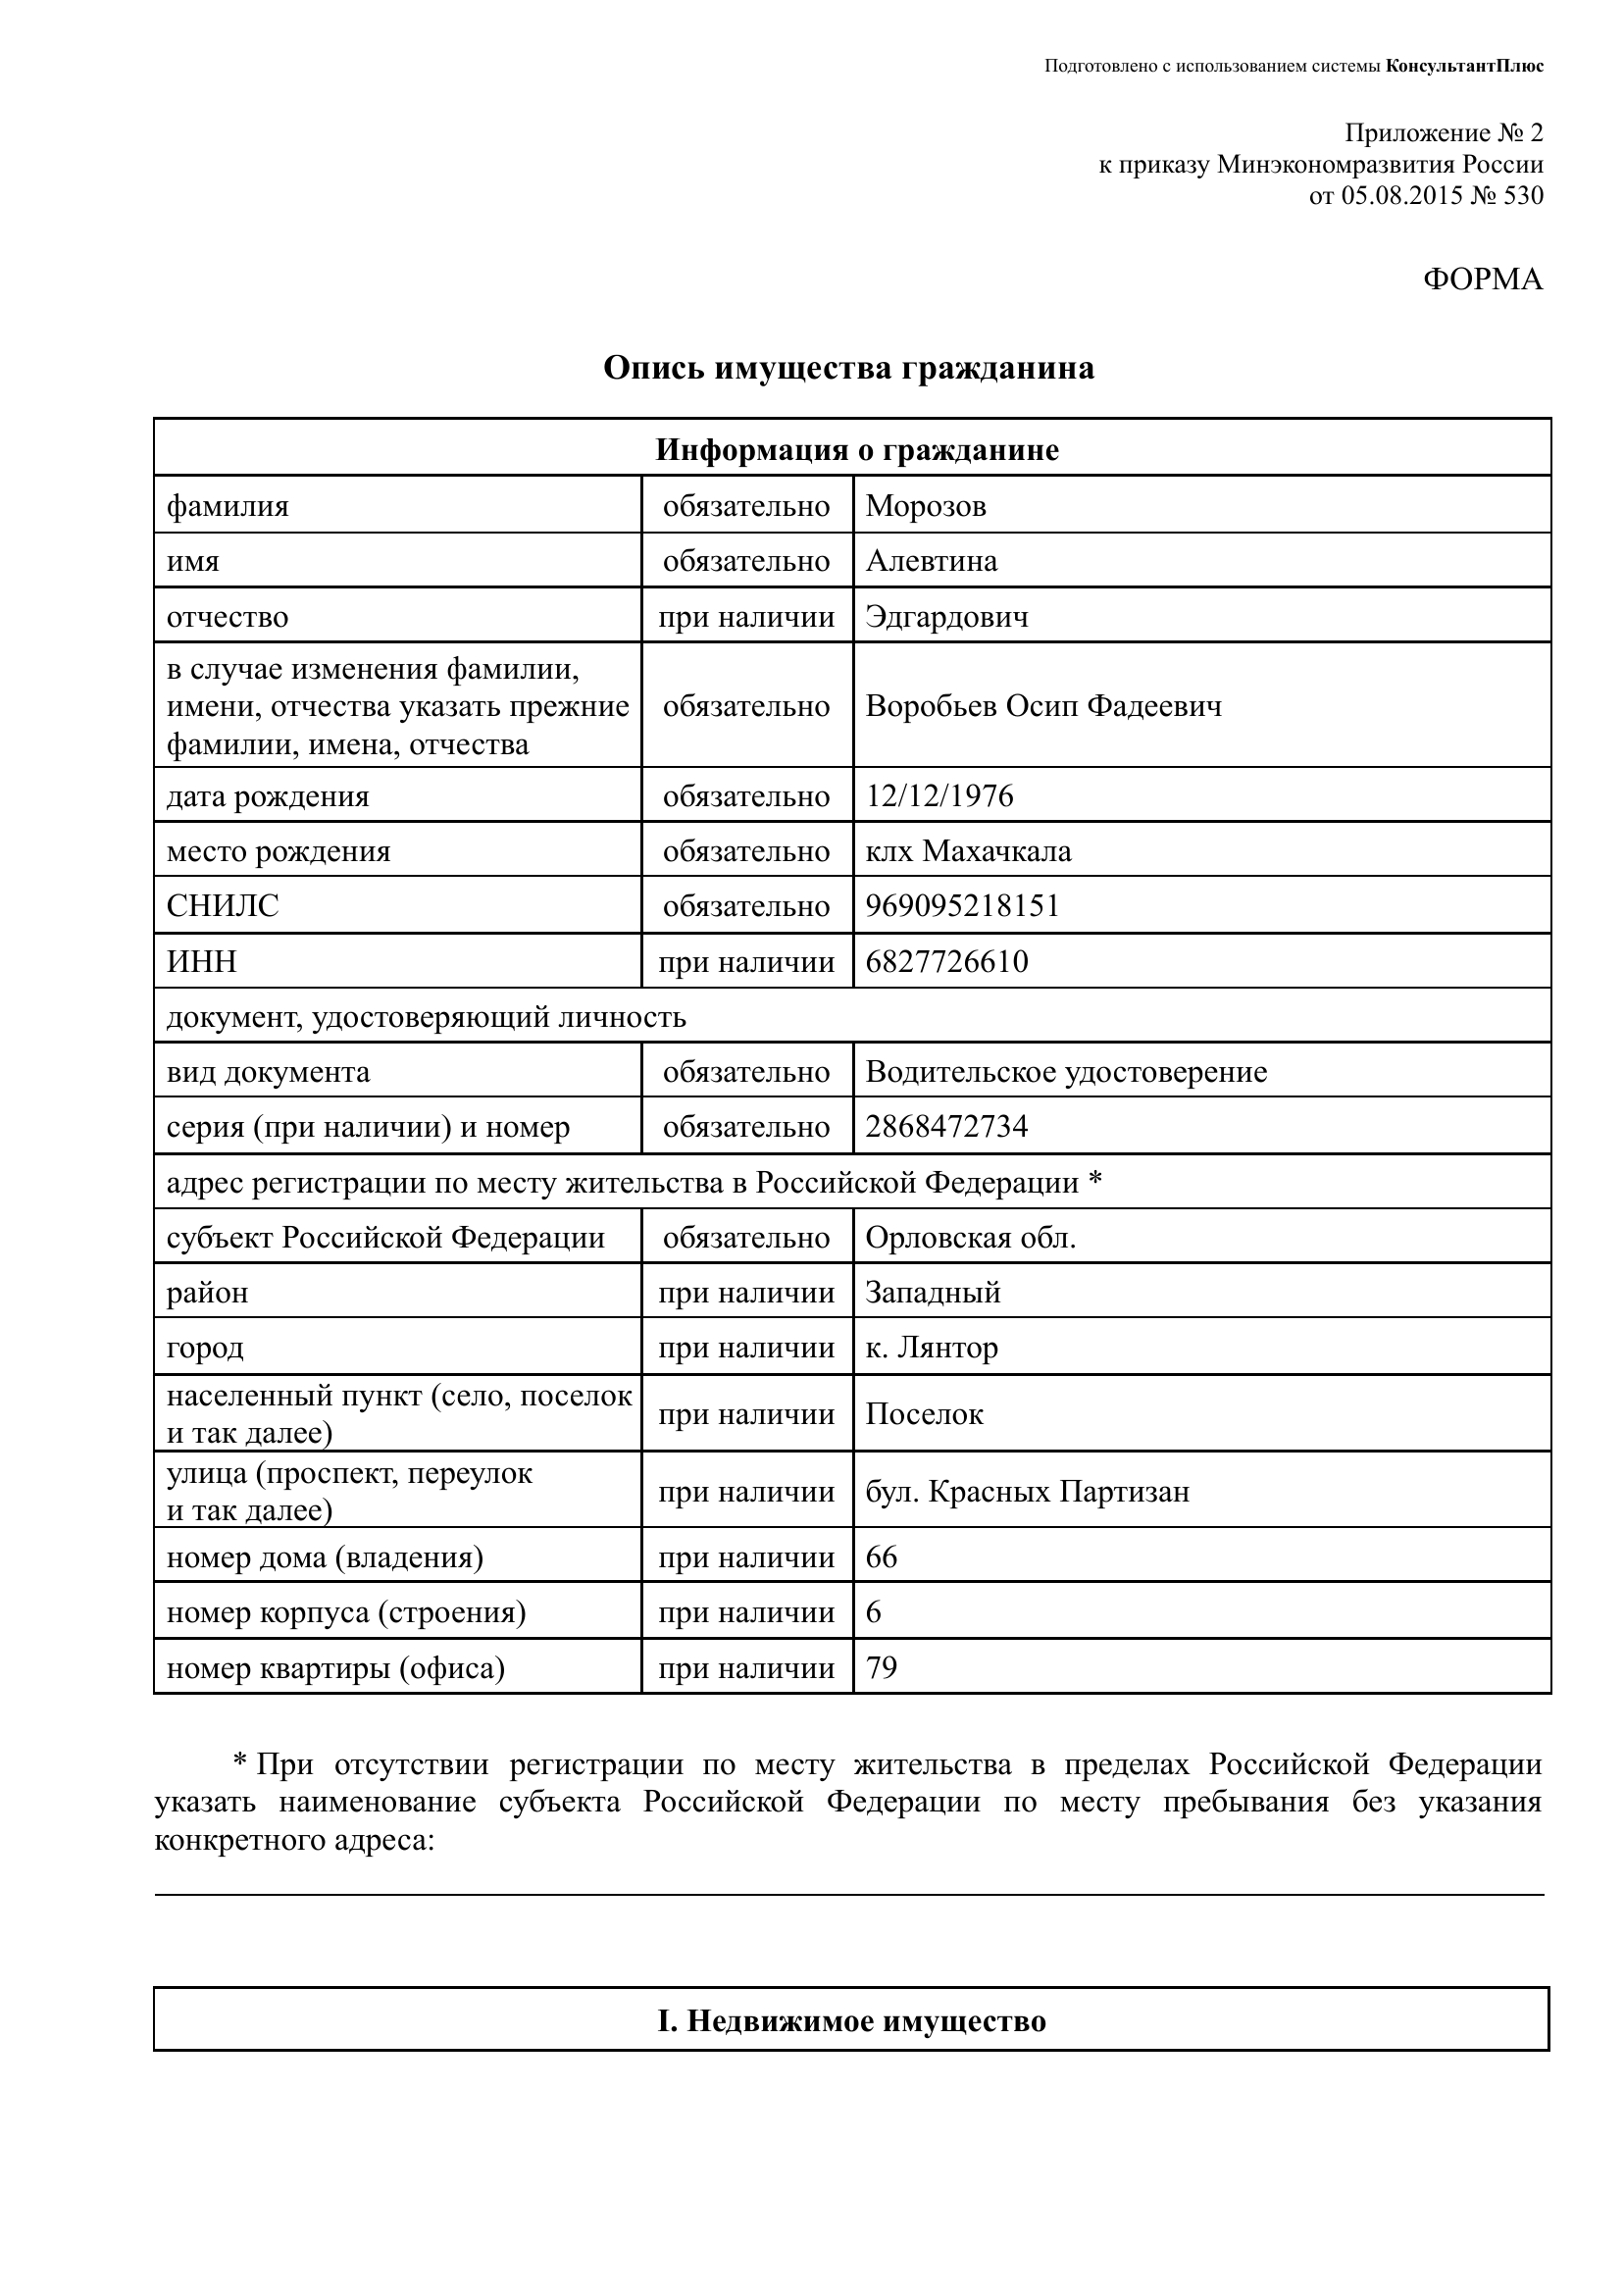 Подготовлено с использованием системы КонсультантПлюс
Приложение № 2
к приказу Минэкономразвития России
от 05.08.2015 № 530
ФОРМА
Опись имущества гражданина
Информация о гражданине
фамилия обязательно Морозов
имя обязательно Алевтина
отчество при наличии Эдгардович
в случае изменения фамилии,
имени, отчества указать прежние обязательно Воробьев Осип Фадеевич
фамилии, имена, отчества
дата рождения обязательно 12/12/1976
место рождения обязательно клх Махачкала
СНИЛС обязательно 969095218151
ИНН при наличии 6827726610
документ, удостоверяющий личность
вид документа обязательно Водительское удостоверение
серия (при наличии) и номер обязательно 2868472734
адрес регистрации по месту жительства в Российской Федерации *
субъект Российской Федерации обязательно Орловская обл.
район при наличии Западный
город при наличии к. Лянтор
населенный пункт (село, поселок
и так далее) при наличии Поселок
улица (проспект, переулок
и так далее) при наличии бул. Красных Партизан
номер дома (владения) при наличии 66
номер корпуса (строения) при наличии 6
номер квартиры (офиса) при наличии 79
* При отсутствии регистрации по месту жительства в пределах Российской Федерации
указать наименование субъекта Российской Федерации по месту пребывания без указания
конкретного адреса:
I. Недвижимое имущество